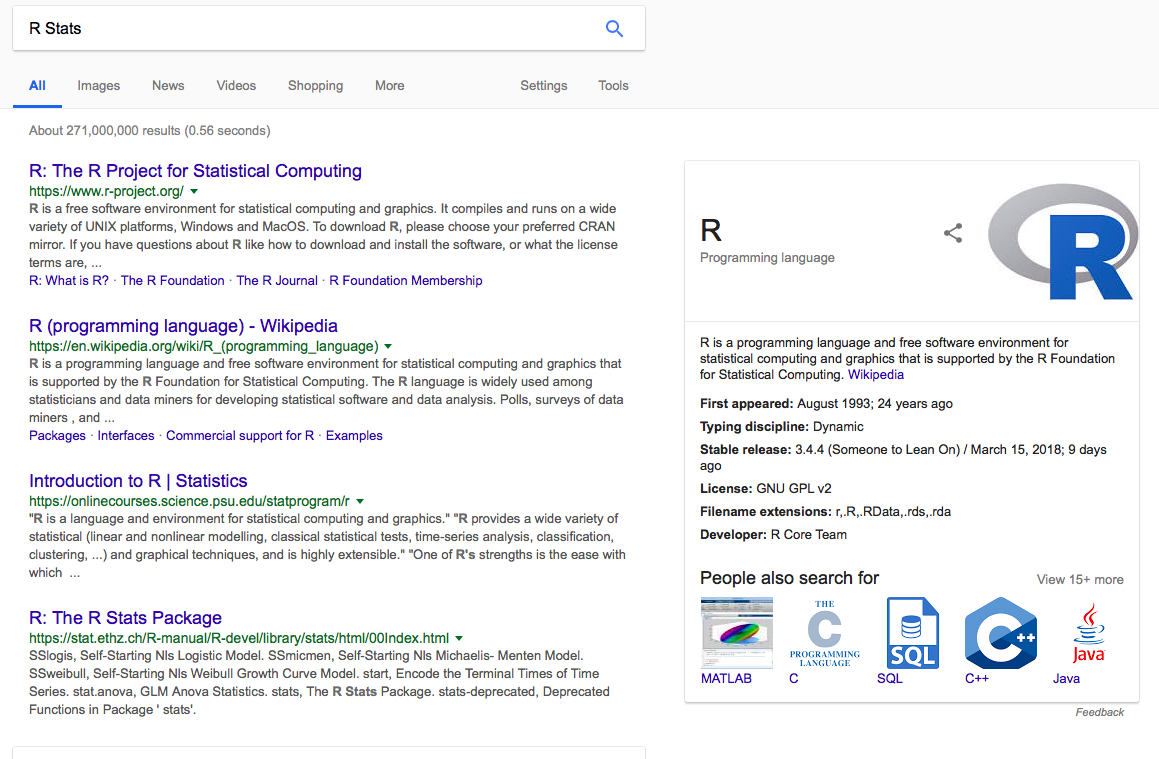 R Stats
All Images News Videos Shopping More Settings Tools
About 271,000,000 results (0.56 seconds)
R: The R Project for Statistical Computing
https://www.r-project.org/
R is a free software environment for statistical computing and graphics. It compiles and runs on a wide
variety of UNIX platforms, Windows and MacOS. To download R, please choose your preferred CRAN
mirror. If you have questions about R like how to download and install the software, or what the license
terms are, ...
R: What is R? · The R Foundation · The R Journal · R Foundation Membership
R (programming language) - Wikipedia
https://en.wikipedia.org/wiki/R_(programming_language)
R is a programming language and free software environment for statistical computing and graphics that
is supported by the R Foundation for Statistical Computing. The R language is widely used among
statisticians and data miners for developing statistical software and data analysis. Polls, surveys of data
miners , and ...
Packages · Interfaces · Commercial support for R · Examples
Introduction to R | Statistics
https://onlinecourses.science.psu.edu/statprogram/r
"R is a language and environment for statistical computing and graphics." "R provides a wide variety of
statistical (linear and nonlinear modelling, classical statistical tests, time-series analysis, classification,
clustering, ...) and graphical techniques, and is highly extensible." "One of R's strengths is the ease with
which ...
R: The R Stats Package
https://stat.ethz.ch/R-manual/R-devel/library/stats/html/00Index.html
SSlogis, Self-Starting Nls Logistic Model. SSmicmen, Self-Starting Nls Michaelis- Menten Model.
SSweibull, Self-Starting Nls Weibull Growth Curve Model. start, Encode the Terminal Times of Time
Series. stat.anova, GLM Anova Statistics. stats, The R Stats Package. stats-deprecated, Deprecated
Functions in Package ' stats'.
R
Programming language
R
R is a programming language and free software environment for
statistical computing and graphics that is supported by the R Foundation
for Statistical Computing. Wikipedia
First appeared: August 1993; 24 years ago
Typing discipline: Dynamic
Stable release: 3.4.4 (Someone to Lean On) / March 15, 2018; 9 days
ago
License: GNU GPL v2
Filename extensions: r,.R,.RData,.rds,.rda
Developer: R Core Team
People also search for View 15+ more
THE
C
PROGRAMMING
LANGUAGE
SQL
C++
Java
MATLAB C SQL C++ Java
Feedback